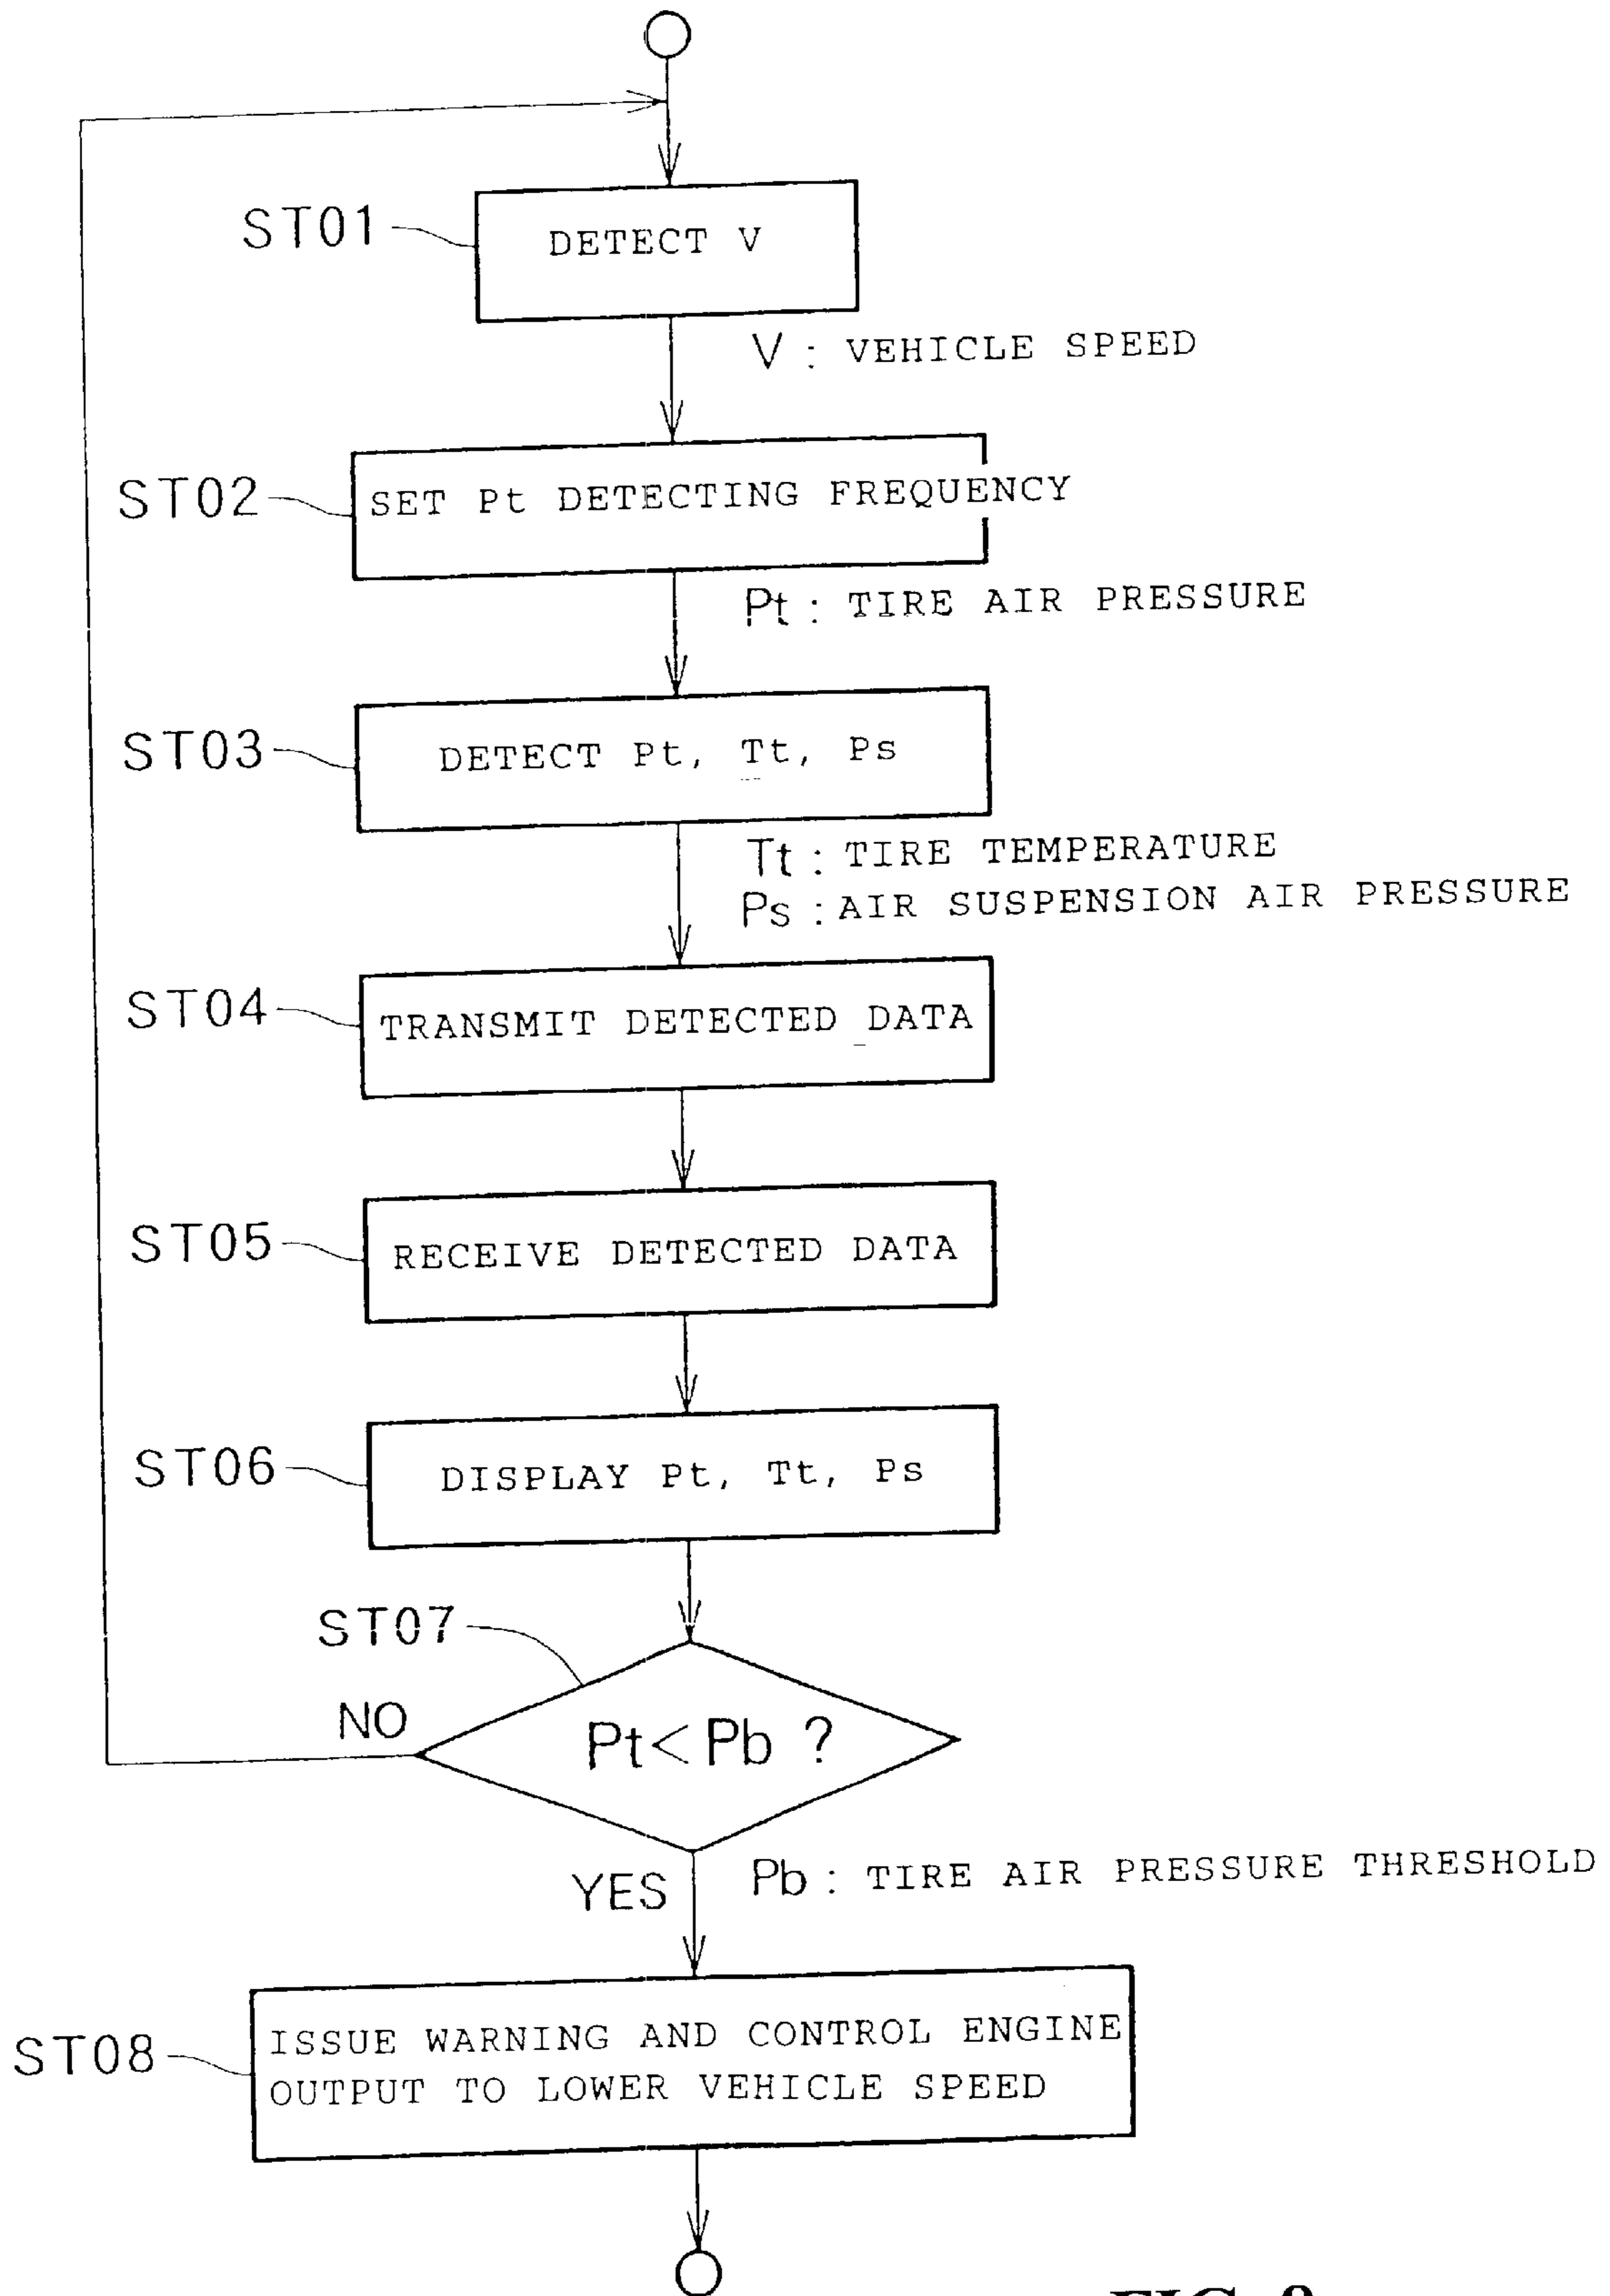 ST01
DETECT V
V : VEHICLE SPEED
ST02
SET Pt DETECTING FREQUENCY
Pt : TIRE AIR PRESSURE
ST03
DETECT Pt, Tt, Ps
Tt : TIRE TEMPERATURE
Ps : AIR SUSPENSION AIR PRESSURE
ST04
TRANSMIT DETECTED DATA
ST05
RECEIVE DETECTED DATA
ST06
DISPLAY Pt, Tt, Ps
ST07
NO
Pt < Pb ?
YES
Pb : TIRE AIR PRESSURE THRESHOLD
ST08
ISSUE WARNING AND CONTROL ENGINE
OUTPUT TO LOWER VEHICLE SPEED